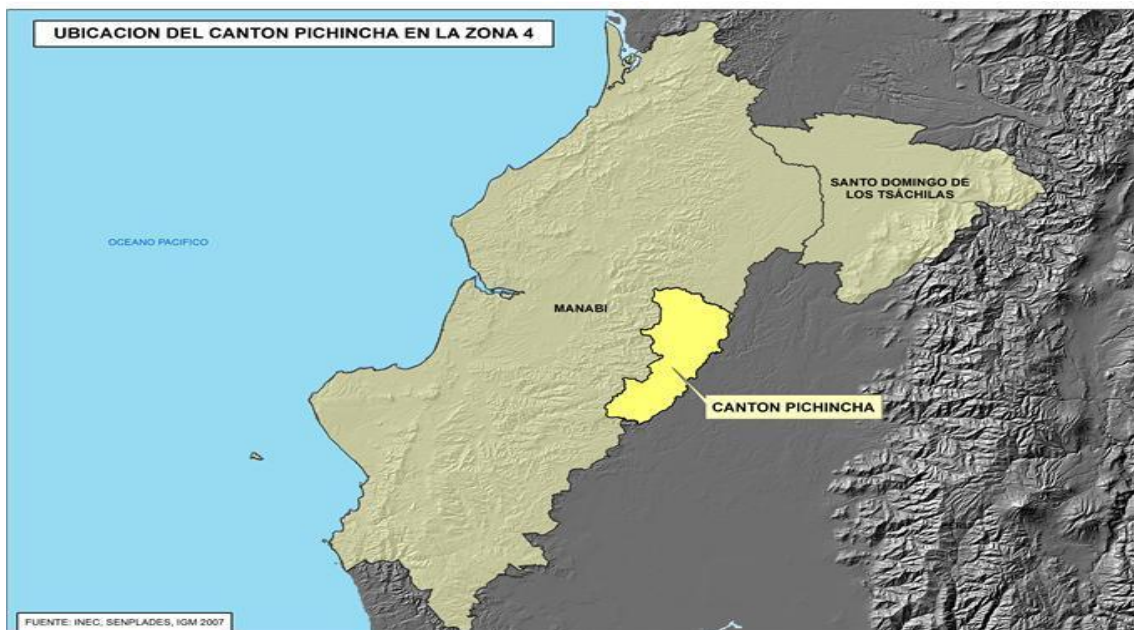 UBICACION DEL CANTON PICHINCHA EN LA ZONA 4
SANTO DOMINGO DE
LOS TSÁCHILAS
OCEANO PACIFICO
MANABI
CANTON PICHINCHA
FUENTE: INEC, SENPLADES, IGM 2007